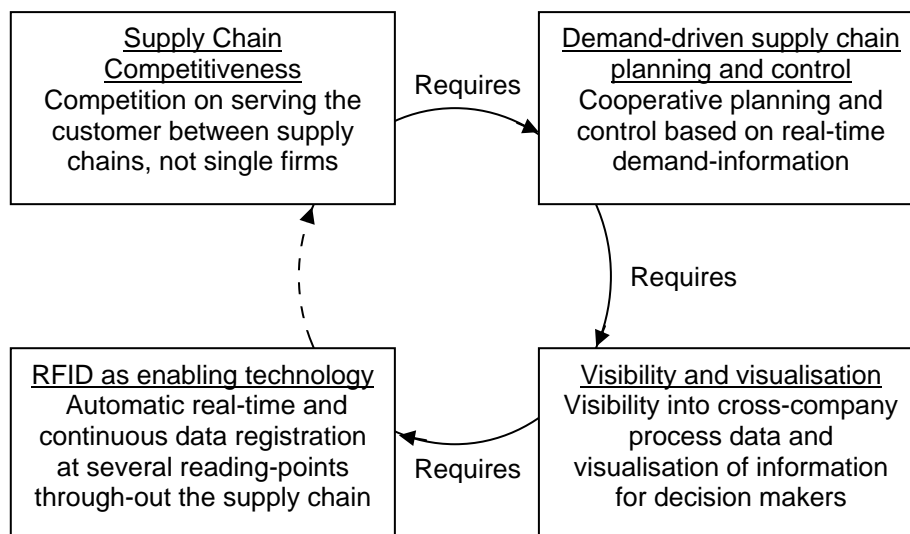 Supply Chain
Competitiveness
Competition on serving the
customer between supply
chains, not single firms
Requires
Demand-driven supply chain
planning and control
Cooperative planning and
control based on real-time
demand-information
Requires
RFID as enabling technology
Automatic real-time and
continuous data registration
at several reading-points
through-out the supply chain
Requires
Visibility and visualisation
Visibility into cross-company
process data and
visualisation of information
for decision makers